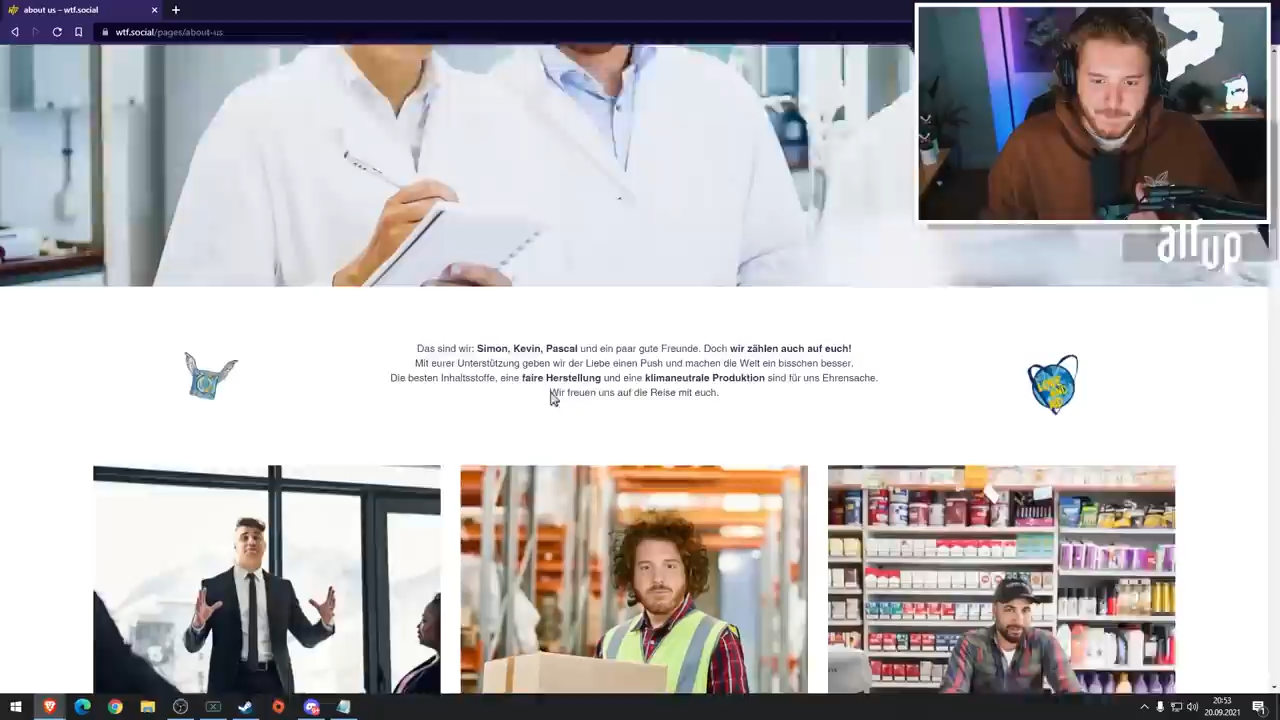 about us – wtf.social
wtf.social/pages/about-us
Das sind wir: Simon, Kevin, Pascal und ein paar gute Freunde. Doch wir zählen auch auf euch!
Mit eurer Unterstützung geben wir der Liebe einen Push und machen die Welt ein bisschen besser.
Die besten Inhaltsstoffe, eine faire Herstellung und eine klimaneutrale Produktion sind für uns Ehrensache.
Wir freuen uns auf die Reise mit euch.
20:53
20.09.2021